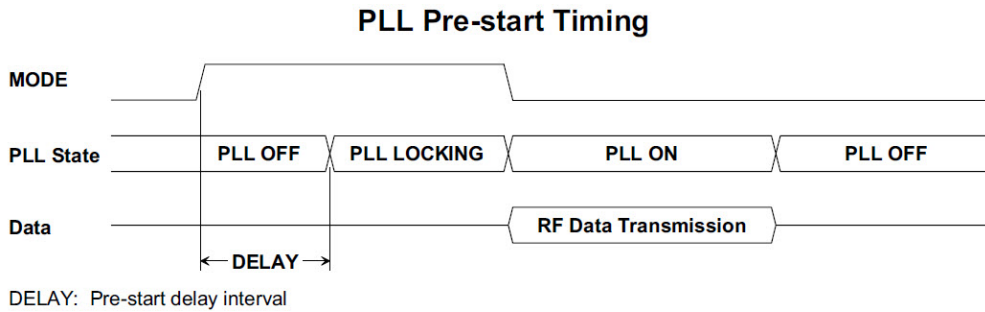 PLL Pre-start Timing
MODE
PLL State PLL OFF PLL LOCKING PLL ON PLL OFF
Data RF Data Transmission
DELAY
DELAY: Pre-start delay interval